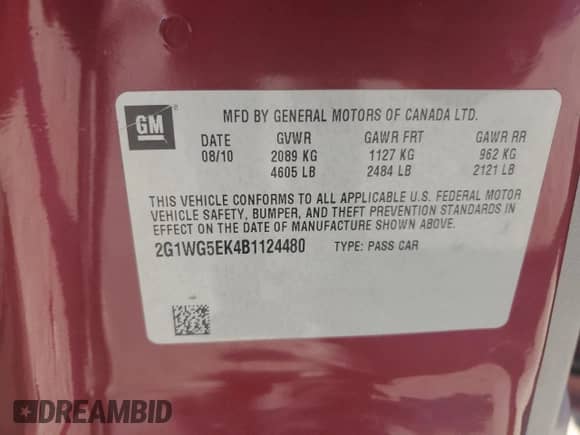 GM
MFD BY GENERAL MOTORS OF CANADA LTD.
DATE GVWR GAWR FRT GAWR RR
08/10 2089 KG 1127 KG 962 KG
4605 LB 2484 LB 2121 LB
THIS VEHICLE CONFORMS TO ALL APPLICABLE U.S. FEDERAL MOTOR
VEHICLE SAFETY, BUMPER, AND THEFT PREVENTION STANDARDS IN
EFFECT ON THE DATE OF MANUFACTURE SHOWN ABOVE.
2G1WG5EK4B1124480 TYPE: PASS CAR
DREAMBID